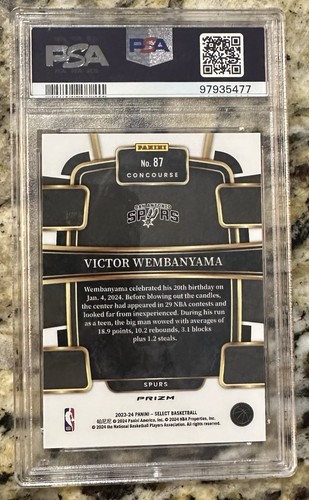 PSA
PSA
97935477
PANINI
No. 87
CONCOURSE
SAN ANTONIO
SPURS
VICTOR WEMBANYAMA
Wembanyama celebrated his 20th birthday on
Jan. 4, 2024. Before blowing out the candles,
the center had appeared in 29 NBA contests and
looked far from inexperienced. During his run
as a teen, the big man wowed with averages of
18.9 points, 10.2 rebounds, 3.1 blocks
plus 1.2 steals.
SPURS
PRIZM
2023-24 PANINI – SELECT BASKETBALL
帕尼尼 © 2024 Panini America, Inc. © 2024 NBA Properties, Inc.
© 2024 the National Basketball Players Association. All rights reserved.